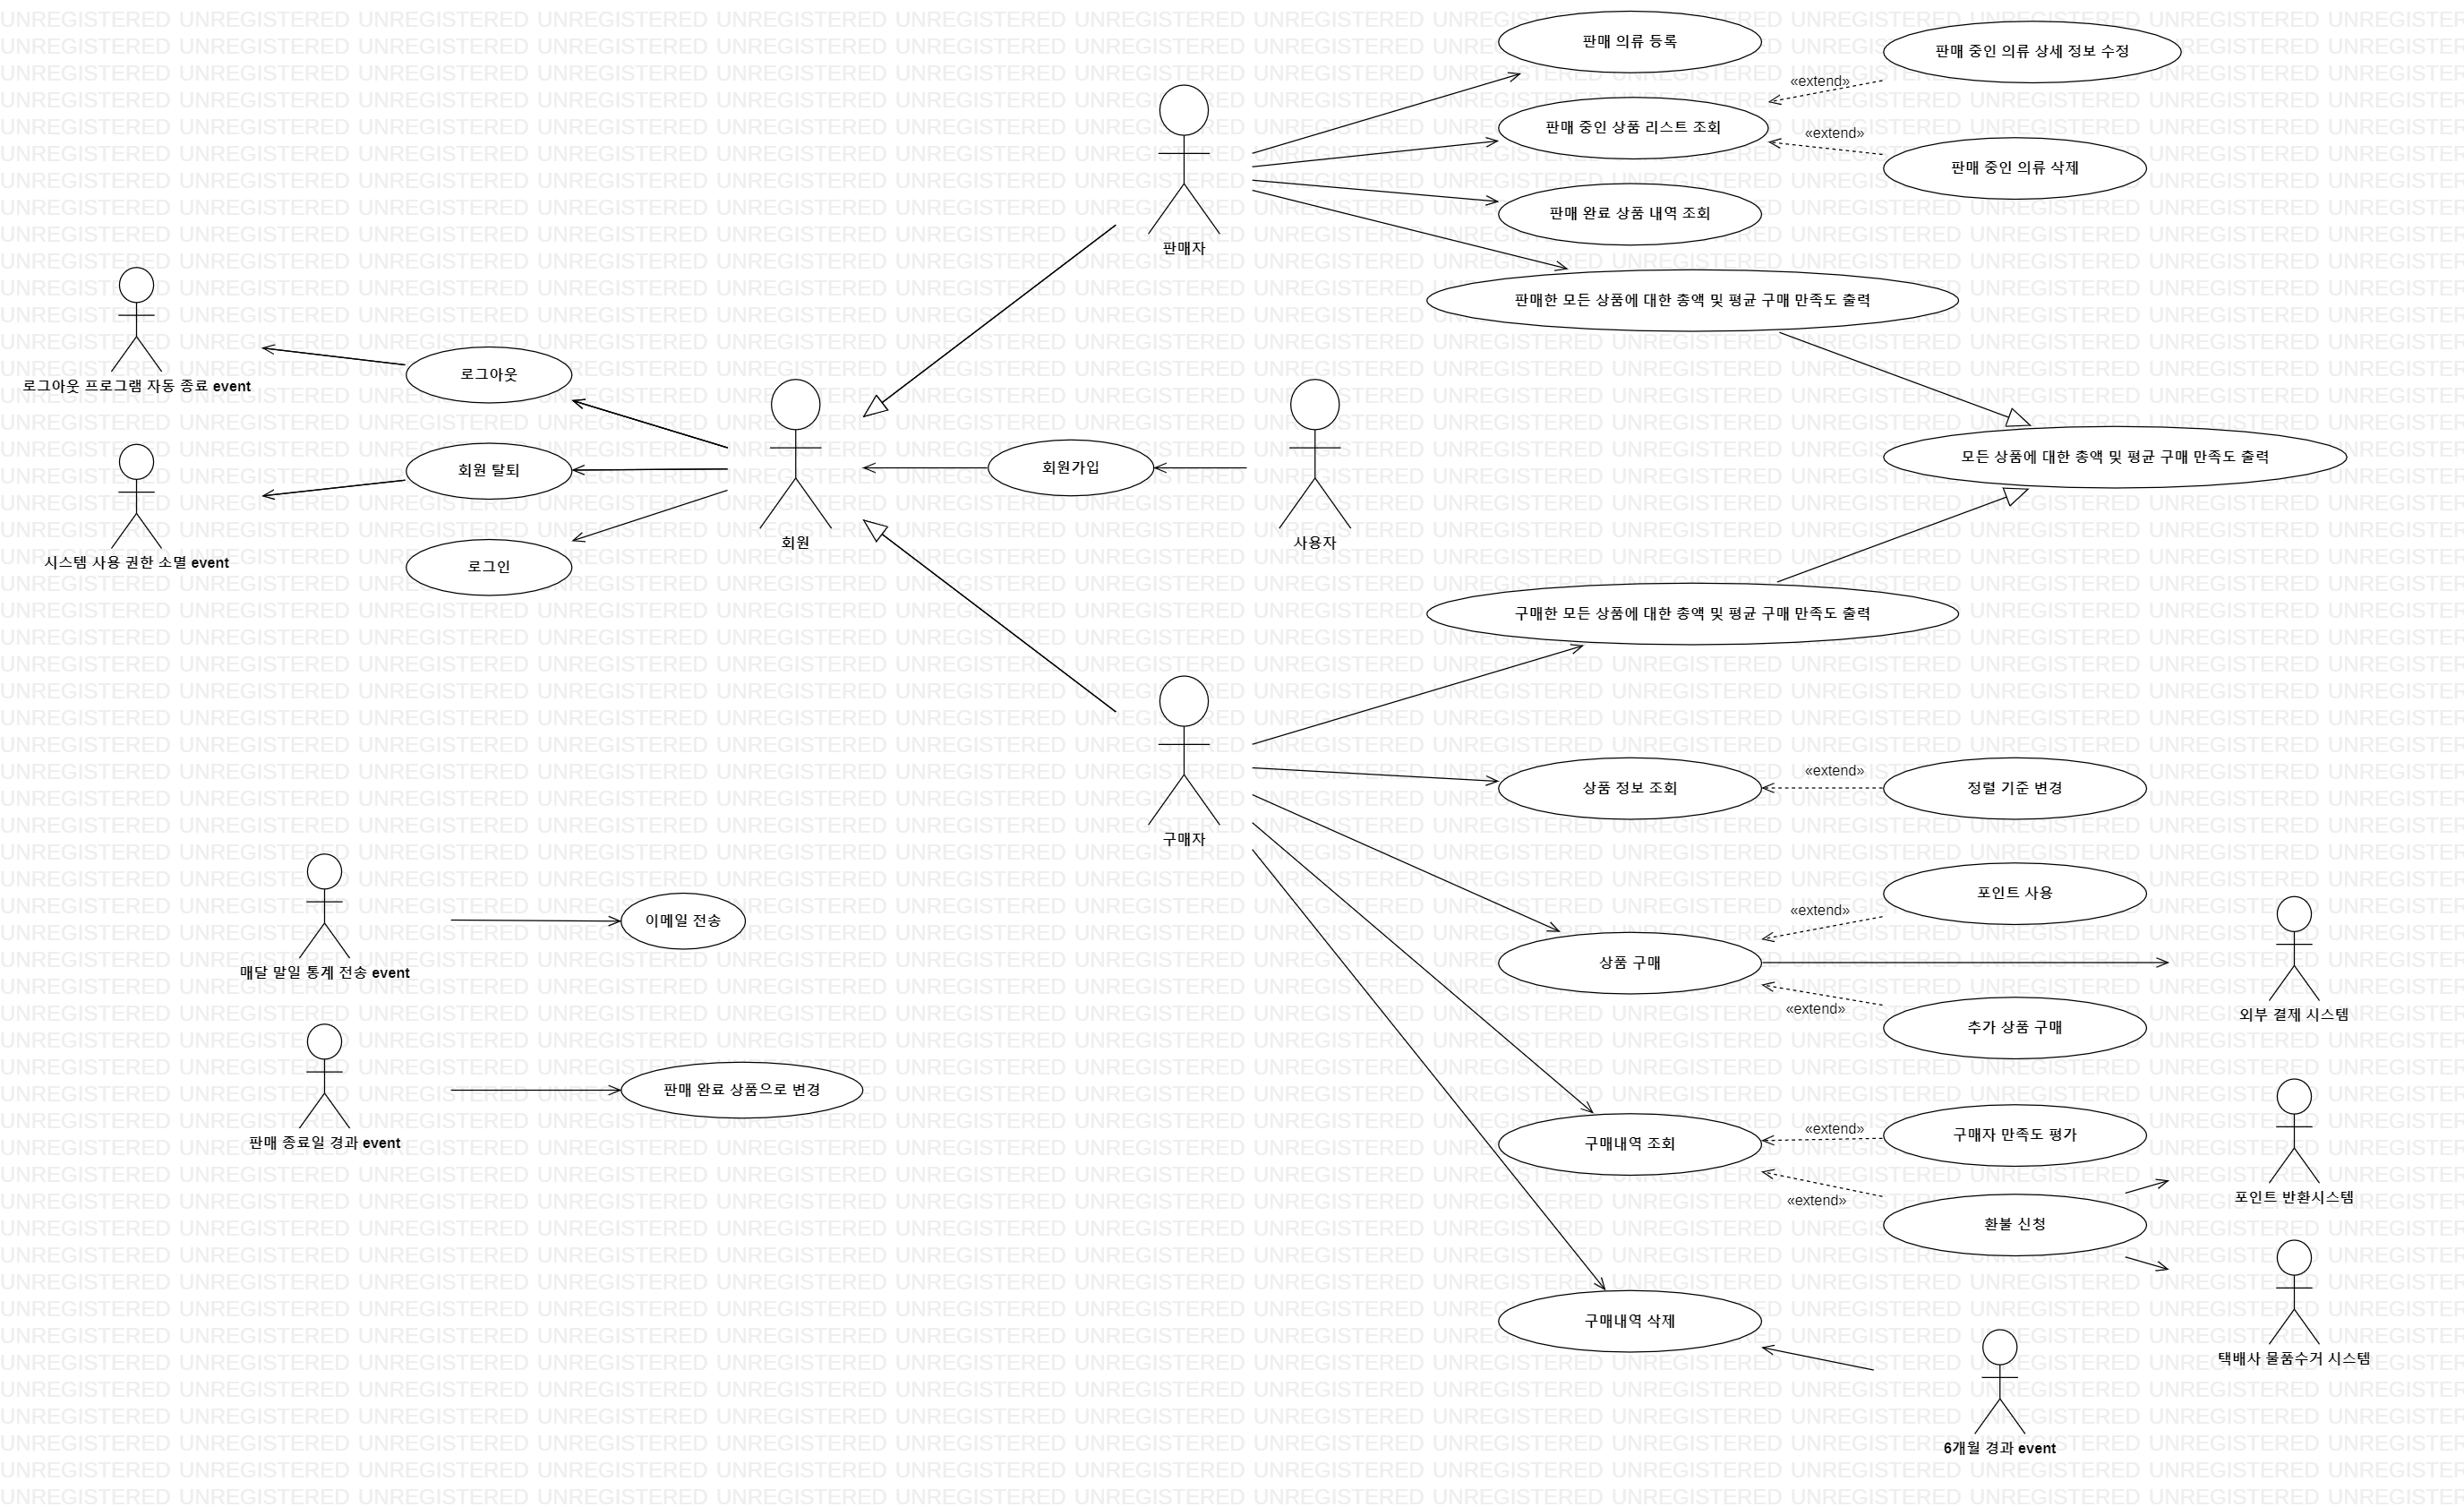 판매 의류 등록
판매 중인 의류 상세 정보 수정
«extend»
판매 중인 상품 리스트 조회
«extend»
판매 중인 의류 삭제
판매 완료 상품 내역 조회
판매자
판매한 모든 상품에 대한 총액 및 평균 구매 만족도 출력
로그아웃
로그아웃 프로그램 자동 종료 event
모든 상품에 대한 총액 및 평균 구매 만족도 출력
회원 탈퇴
회원가입
회원
사용자
시스템 사용 권한 소멸 event
로그인
구매한 모든 상품에 대한 총액 및 평균 구매 만족도 출력
«extend»
상품 정보 조회
정렬 기준 변경
구매자
포인트 사용
«extend»
이메일 전송
상품 구매
매달 말일 통계 전송 event
«extend»
외부 결제 시스템
추가 상품 구매
판매 완료 상품으로 변경
판매 종료일 경과 event
«extend»
구매자 만족도 평가
구매내역 조회
«extend»
포인트 반환시스템
환불 신청
구매내역 삭제
택배사 물품수거 시스템
6개월 경과 event
UNREGISTERED